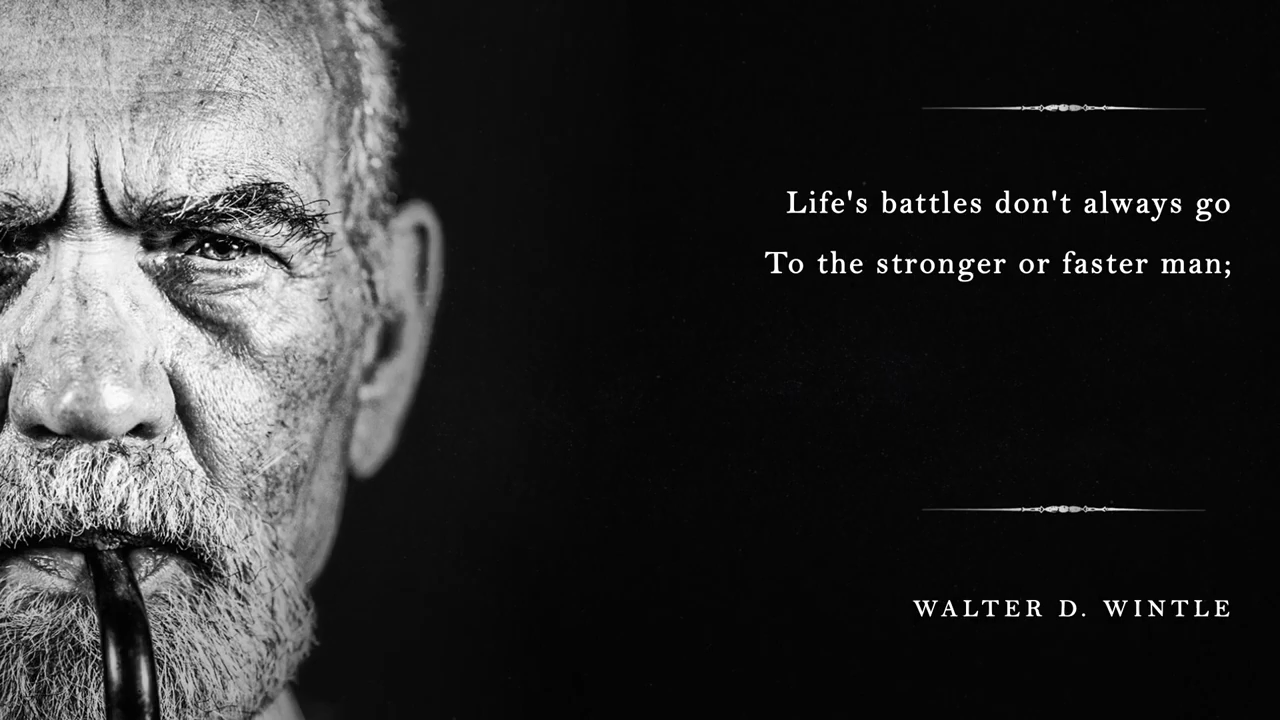 Life's battles don't always go
To the stronger or faster man;
WALTER D. WINTLE